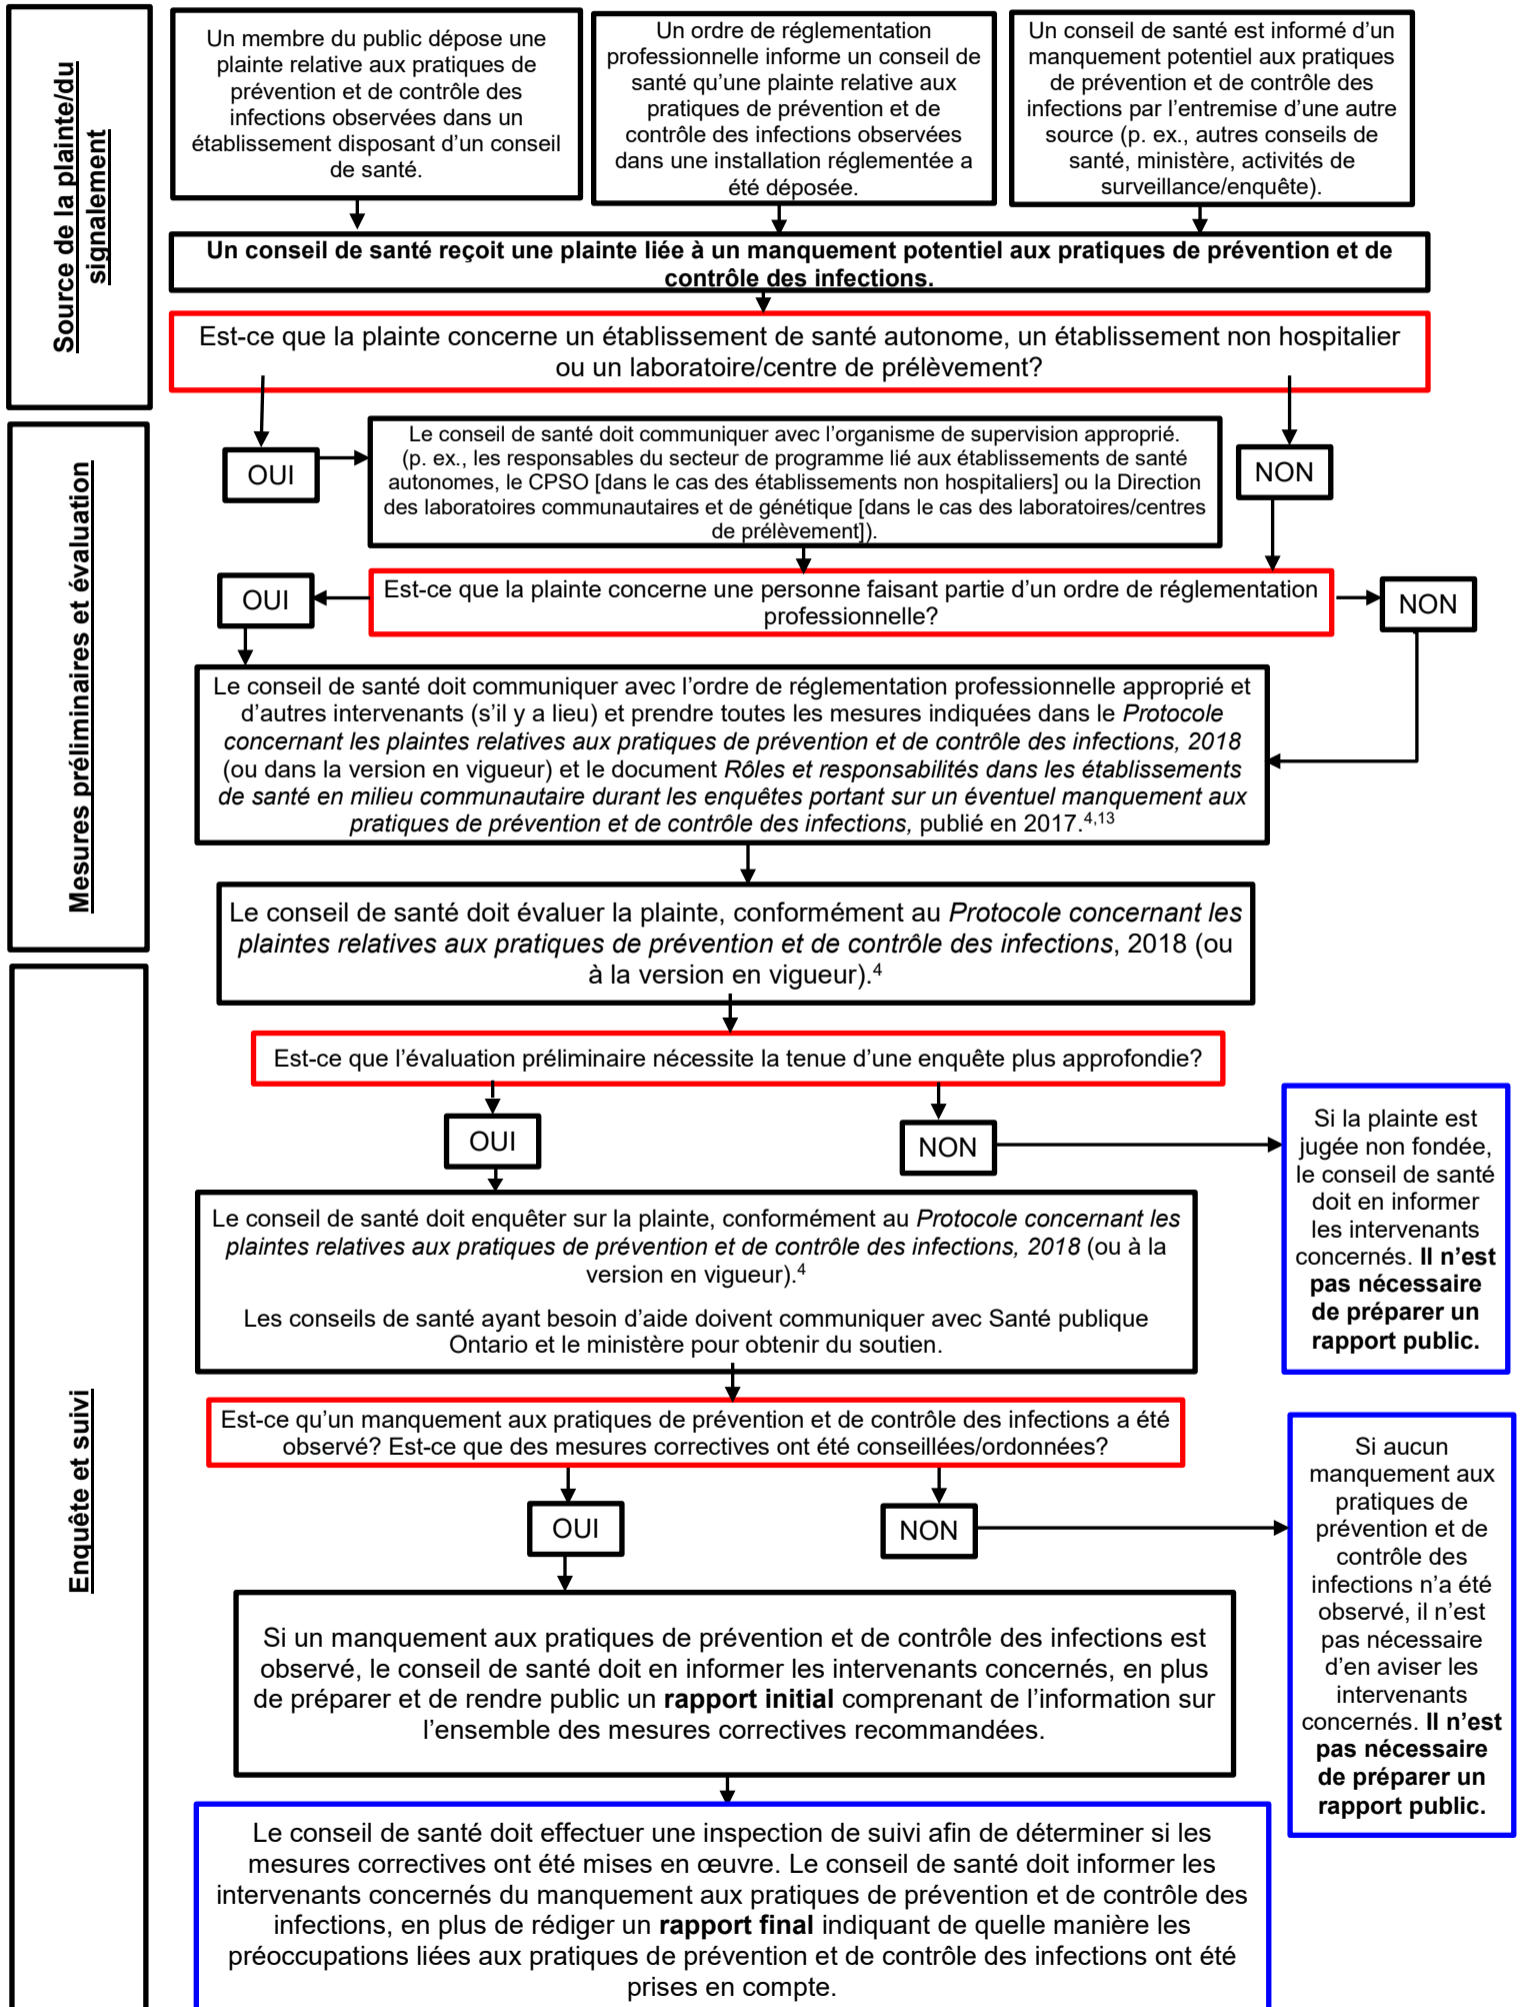 Source de la plainte/du
signalement
Un membre du public dépose une
plainte relative aux pratiques de
prévention et de contrôle des
infections observées dans un
établissement disposant d’un conseil
de santé.
Un ordre de réglementation
professionnelle informe un conseil de
santé qu’une plainte relative aux
pratiques de prévention et de
contrôle des infections observées
dans une installation réglementée a
été déposée.
Un conseil de santé est informé d’un
manquement potentiel aux pratiques
de prévention et de contrôle des
infections par l’entremise d’une autre
source (p. ex., autres conseils de
santé, ministère, activités de
surveillance/enquête).
Un conseil de santé reçoit une plainte liée à un manquement potentiel aux pratiques de prévention et de
contrôle des infections.
Est-ce que la plainte concerne un établissement de santé autonome, un établissement non hospitalier
ou un laboratoire/centre de prélèvement?
Mesures préliminaires et évaluation
OUI
Le conseil de santé doit communiquer avec l’organisme de supervision approprié.
(p. ex., les responsables du secteur de programme lié aux établissements de santé
autonomes, le CPSO [dans le cas des établissements non hospitaliers] ou la Direction
des laboratoires communautaires et de génétique [dans le cas des laboratoires/centres
de prélèvement]).
NON
OUI
Est-ce que la plainte concerne une personne faisant partie d’un ordre de réglementation
professionnelle?
NON
Le conseil de santé doit communiquer avec l’ordre de réglementation professionnelle approprié et
d’autres intervenants (s’il y a lieu) et prendre toutes les mesures indiquées dans le Protocole
concernant les plaintes relatives aux pratiques de prévention et de contrôle des infections, 2018
(ou dans la version en vigueur) et le document Rôles et responsabilités dans les établissements
de santé en milieu communautaire durant les enquêtes portant sur un éventuel manquement aux
pratiques de prévention et de contrôle des infections, publié en 2017.4,13
Le conseil de santé doit évaluer la plainte, conformément au Protocole concernant les
plaintes relatives aux pratiques de prévention et de contrôle des infections, 2018 (ou
à la version en vigueur).4
Enquête et suivi
Est-ce que l’évaluation préliminaire nécessite la tenue d’une enquête plus approfondie?
OUI
NON
Si la plainte est
jugée non fondée,
le conseil de santé
doit en informer
les intervenants
concernés. Il n’est
pas nécessaire
de préparer un
rapport public.
Le conseil de santé doit enquêter sur la plainte, conformément au Protocole concernant les
plaintes relatives aux pratiques de prévention et de contrôle des infections, 2018 (ou à la
version en vigueur).4
Les conseils de santé ayant besoin d’aide doivent communiquer avec Santé publique
Ontario et le ministère pour obtenir du soutien.
Est-ce qu’un manquement aux pratiques de prévention et de contrôle des infections a été
observé? Est-ce que des mesures correctives ont été conseillées/ordonnées?
OUI
NON
Si aucun
manquement aux
pratiques de
prévention et de
contrôle des
infections n’a été
observé, il n’est
pas nécessaire
d’en aviser les
intervenants
concernés. Il n’est
pas nécessaire
de préparer un
rapport public.
Si un manquement aux pratiques de prévention et de contrôle des infections est
observé, le conseil de santé doit en informer les intervenants concernés, en plus
de préparer et de rendre public un rapport initial comprenant de l’information sur
l’ensemble des mesures correctives recommandées.
Le conseil de santé doit effectuer une inspection de suivi afin de déterminer si les
mesures correctives ont été mises en œuvre. Le conseil de santé doit informer les
intervenants concernés du manquement aux pratiques de prévention et de contrôle des
infections, en plus de rédiger un rapport final indiquant de quelle manière les
préoccupations liées aux pratiques de prévention et de contrôle des infections ont été
prises en compte.